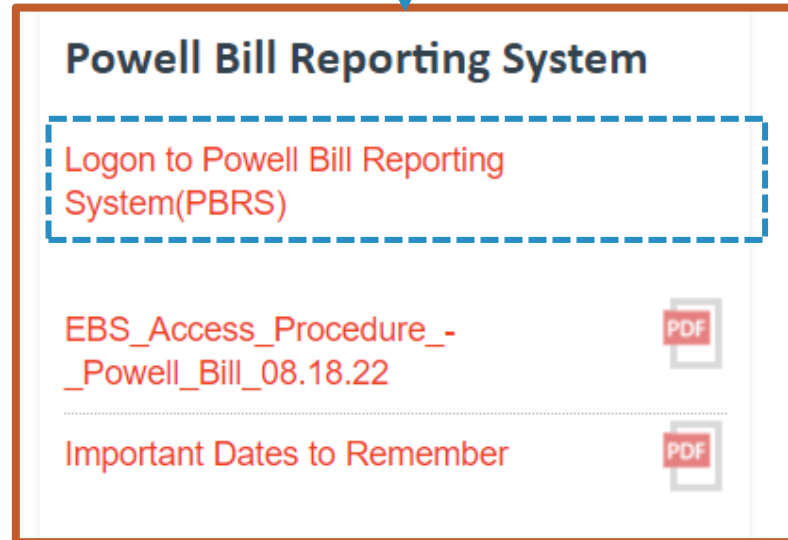 Powell Bill Reporting System
Logon to Powell Bill Reporting
System(PBRS)
EBS_Access_Procedure_-
_Powell_Bill_08.18.22
PDF
Important Dates to Remember
PDF